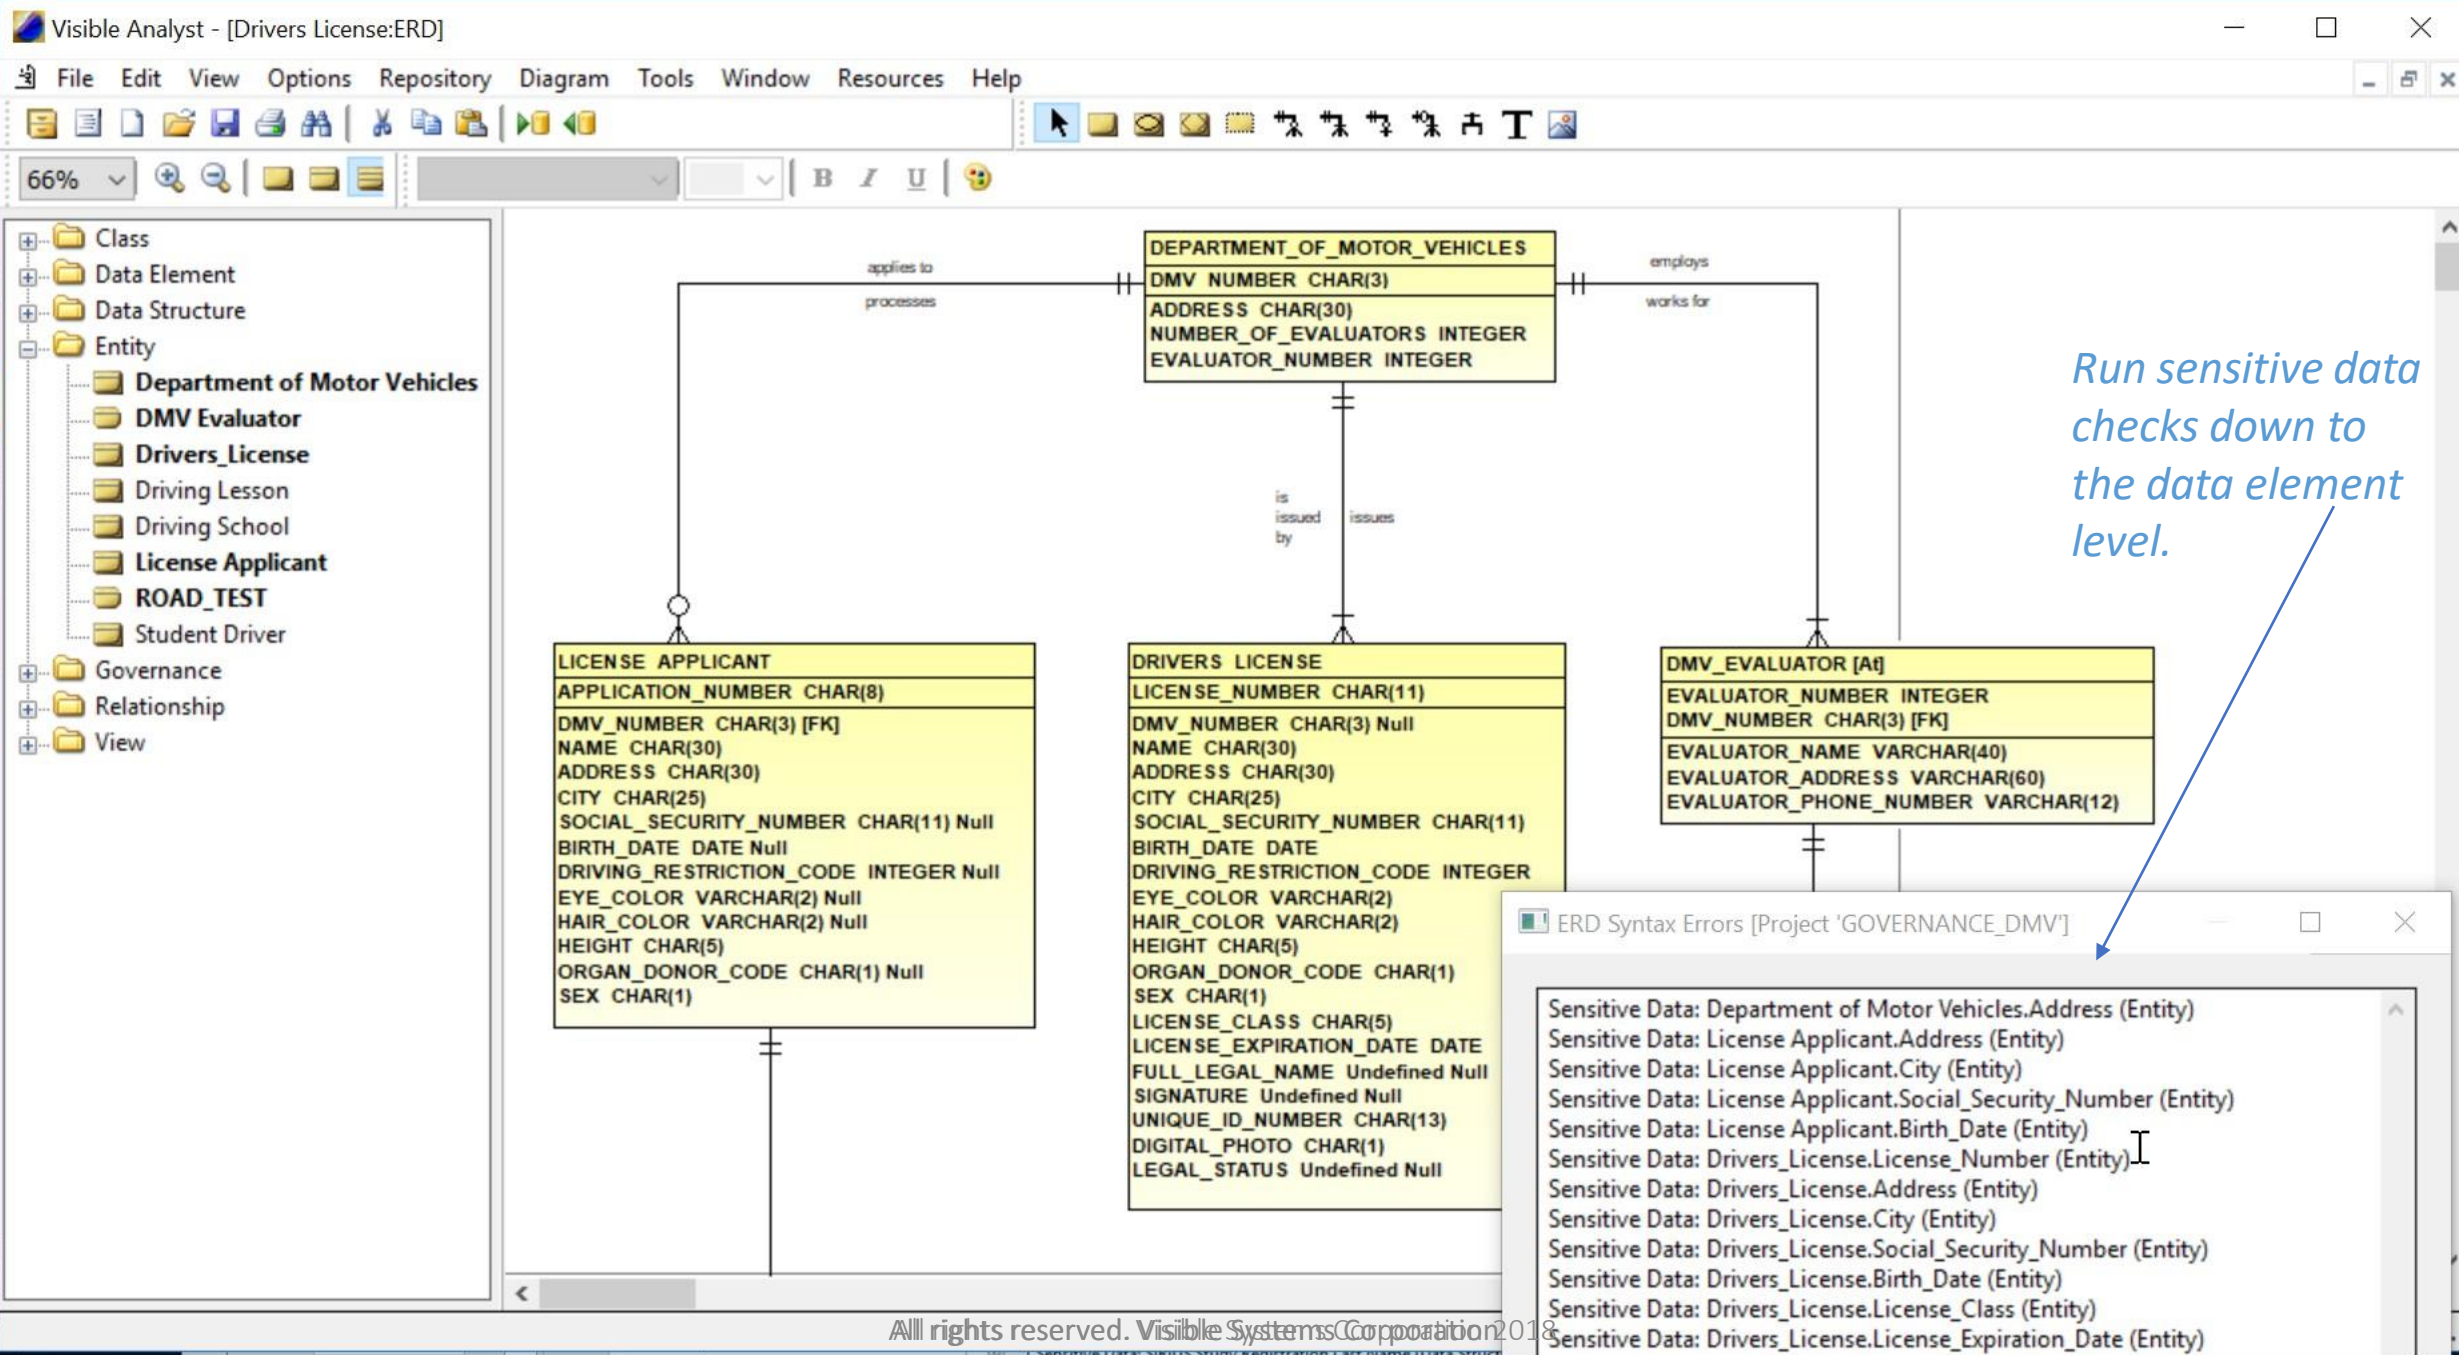 Visible Analyst - [Drivers License:ERD]
File Edit View Options Repository Diagram Tools Window Resources Help
66%
B I U
Class
Data Element
Data Structure
Entity
Department of Motor Vehicles
DMV Evaluator
Drivers_License
Driving Lesson
Driving School
License Applicant
ROAD_TEST
Student Driver
Governance
Relationship
View
applies to
processes
DEPARTMENT_OF_MOTOR_VEHICLES
DMV NUMBER CHAR(3)
ADDRESS CHAR(30)
NUMBER_OF_EVALUATORS INTEGER
EVALUATOR_NUMBER INTEGER
employs
works for
is
issued
by
issues
Run sensitive data
checks down to
the data element
level.
LICENSE APPLICANT
APPLICATION_NUMBER CHAR(8)
DMV_NUMBER CHAR(3) [FK]
NAME CHAR(30)
ADDRESS CHAR(30)
CITY CHAR(25)
SOCIAL_SECURITY_NUMBER CHAR(11) Null
BIRTH_DATE DATE Null
DRIVING_RESTRICTION_CODE INTEGER Null
EYE_COLOR VARCHAR(2) Null
HAIR_COLOR VARCHAR(2) Null
HEIGHT CHAR(5)
ORGAN_DONOR_CODE CHAR(1) Null
SEX CHAR(1)
DRIVERS LICENSE
LICENSE_NUMBER CHAR(11)
DMV_NUMBER CHAR(3) Null
NAME CHAR(30)
ADDRESS CHAR(30)
CITY CHAR(25)
SOCIAL_SECURITY_NUMBER CHAR(11)
BIRTH_DATE DATE
DRIVING_RESTRICTION_CODE INTEGER
EYE_COLOR VARCHAR(2)
HAIR_COLOR VARCHAR(2)
HEIGHT CHAR(5)
ORGAN_DONOR_CODE CHAR(1)
SEX CHAR(1)
LICENSE_CLASS CHAR(5)
LICENSE_EXPIRATION_DATE DATE
FULL_LEGAL_NAME Undefined Null
SIGNATURE Undefined Null
UNIQUE_ID_NUMBER CHAR(13)
DIGITAL_PHOTO CHAR(1)
LEGAL_STATUS Undefined Null
DMV_EVALUATOR [At]
EVALUATOR_NUMBER INTEGER
DMV_NUMBER CHAR(3) [FK]
EVALUATOR_NAME VARCHAR(40)
EVALUATOR_ADDRESS VARCHAR(60)
EVALUATOR_PHONE_NUMBER VARCHAR(12)
ERD Syntax Errors [Project 'GOVERNANCE_DMV']
Sensitive Data: Department of Motor Vehicles.Address (Entity)
Sensitive Data: License Applicant.Address (Entity)
Sensitive Data: License Applicant.City (Entity)
Sensitive Data: License Applicant.Social_Security_Number (Entity)
Sensitive Data: License Applicant.Birth_Date (Entity)
Sensitive Data: Drivers_License.License_Number (Entity)
Sensitive Data: Drivers_License.Address (Entity)
Sensitive Data: Drivers_License.City (Entity)
Sensitive Data: Drivers_License.Social_Security_Number (Entity)
Sensitive Data: Drivers_License.Birth_Date (Entity)
Sensitive Data: Drivers_License.License_Class (Entity)
Sensitive Data: Drivers_License.License_Expiration_Date (Entity)
All rights reserved. Visible Systems Corporation 2018